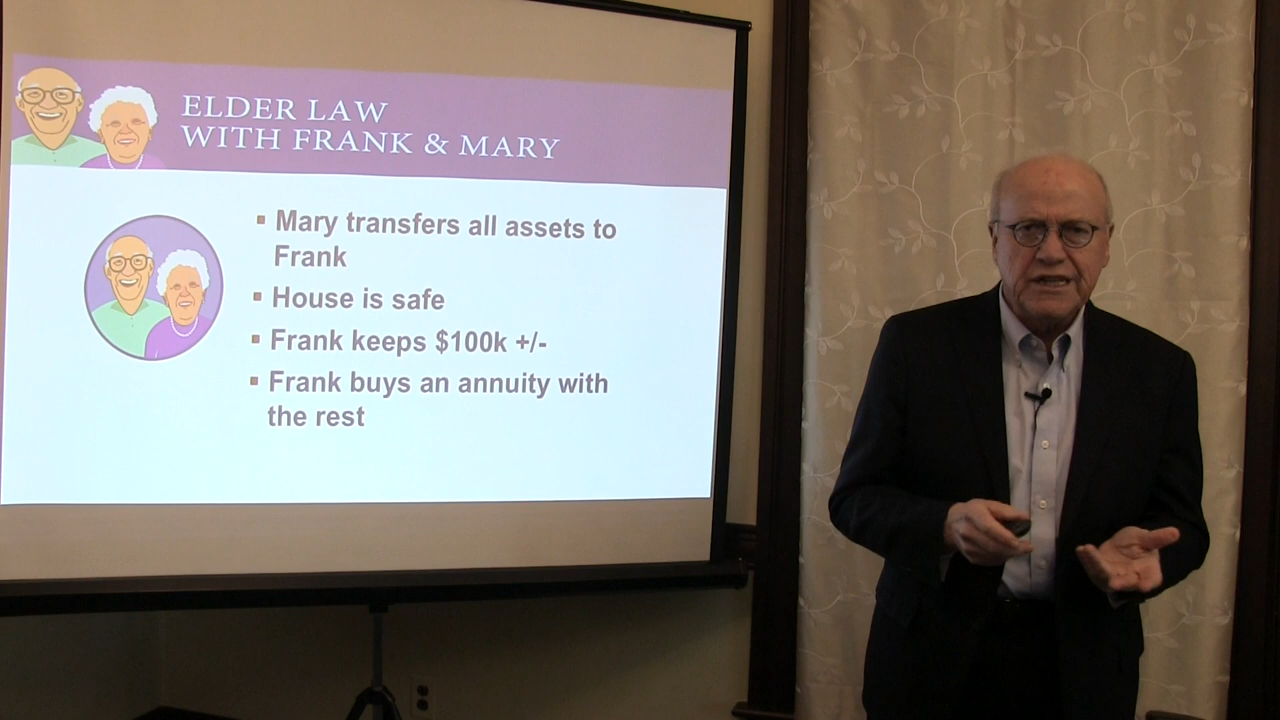 ELDER LAW
WITH FRANK & MARY
▪ Mary transfers all assets to
Frank
▪ House is safe
▪ Frank keeps $100k +/-
▪ Frank buys an annuity with
the rest